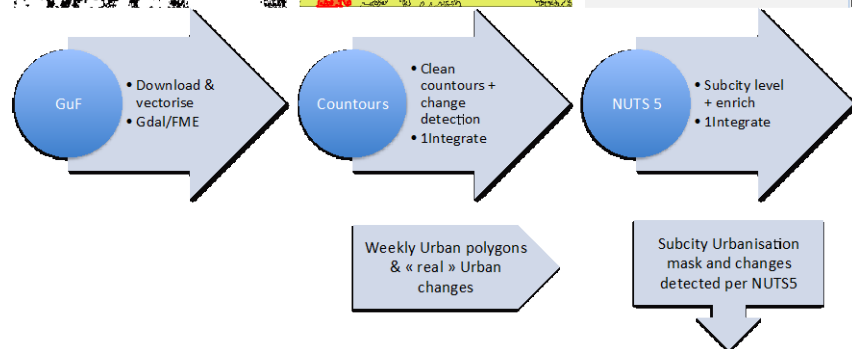 GuF
• Download &
vectorise
• Gdal/FME
Countours
• Clean
countours +
change
detection
• 1Integrate
NUTS 5
• Subcity level
+ enrich
• 1Integrate
Weekly Urban polygons
& « real » Urban
changes
Subcity Urbanisation
mask and changes
detected per NUTS5